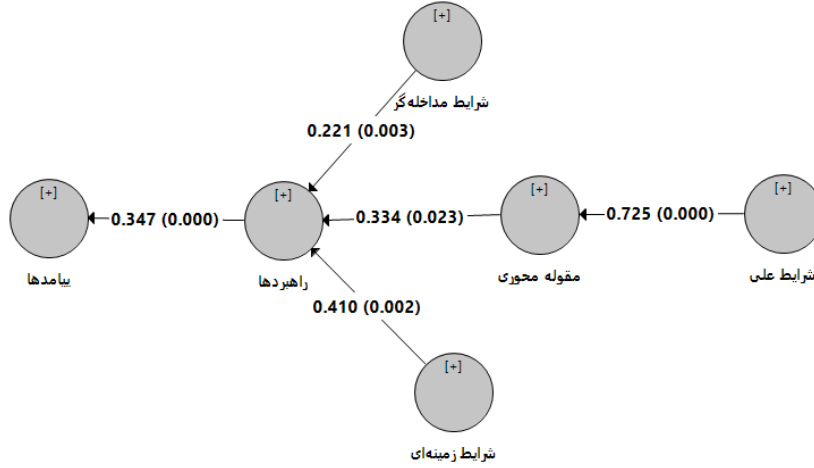 [+]
شرایط مداخله‌گر
0.221 (0.003)
[+]
شرایط علی
0.725 (0.000)
[+]
مقوله محوری
0.334 (0.023)
[+]
راهبردها
0.347 (0.000)
[+]
پیامدها
0.410 (0.002)
[+]
شرایط زمینه‌ای